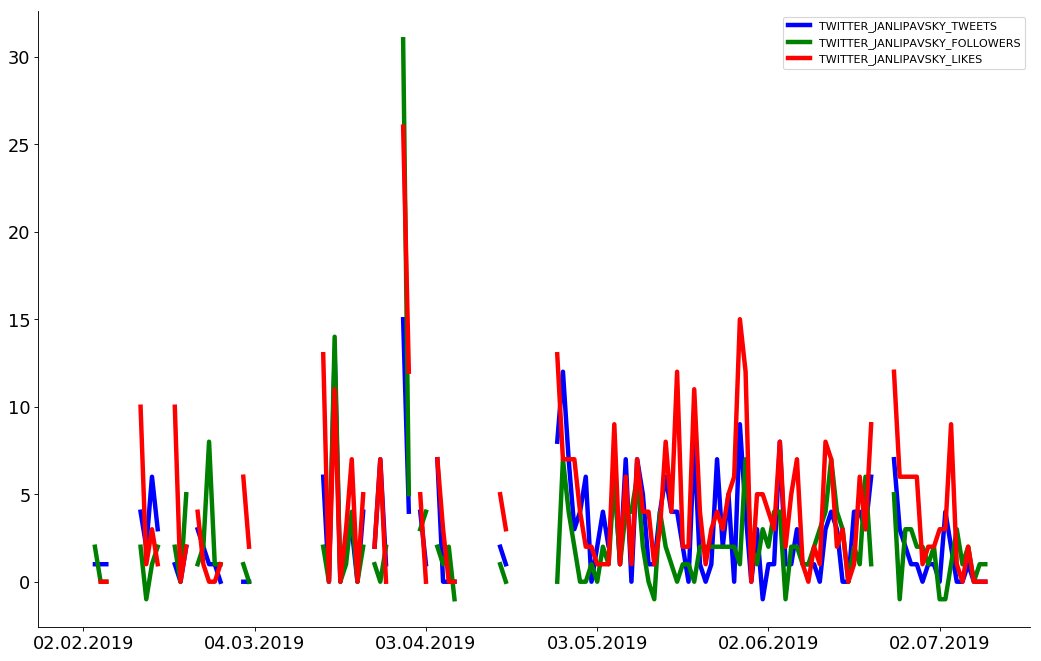 TWITTER_JANLIPAVSKY_TWEETS
TWITTER_JANLIPAVSKY_FOLLOWERS
TWITTER_JANLIPAVSKY_LIKES
30
25
20
15
10
5
0
02.02.2019 04.03.2019 03.04.2019 03.05.2019 02.06.2019 02.07.2019